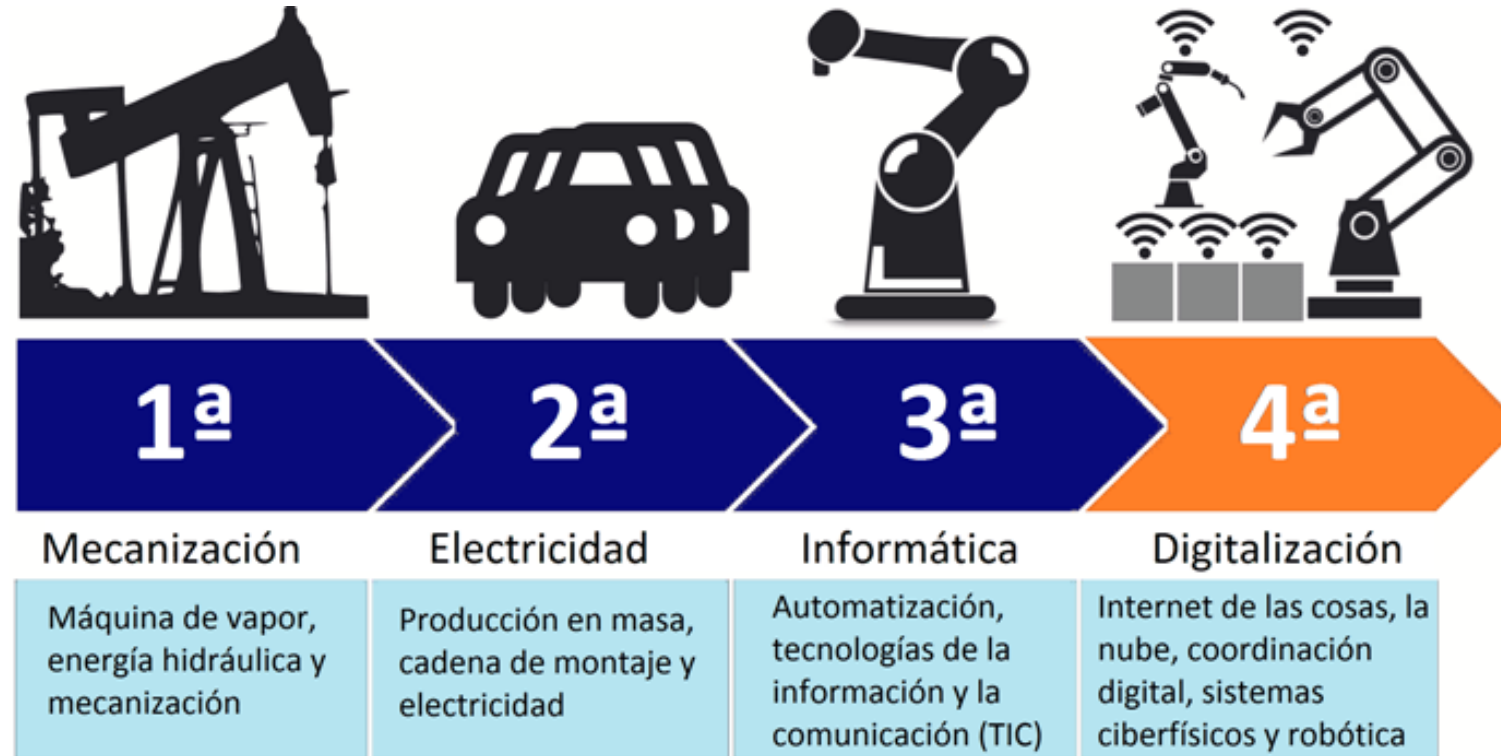 1ª
2ª
3ª
4ª
Mecanización
Electricidad
Informática
Digitalización
Máquina de vapor,
energía hidráulica y
mecanización
Producción en masa,
cadena de montaje y
electricidad
Automatización,
tecnologías de la
información y la
comunicación (TIC)
Internet de las cosas, la
nube, coordinación
digital, sistemas
ciberfísicos y robótica